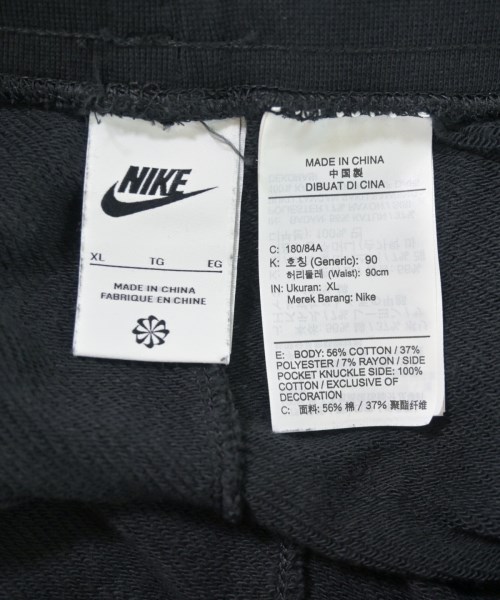 NIKE
XL TG EG
MADE IN CHINA
FABRIQUE EN CHINE
MADE IN CHINA
中国製
DIBUAT DI CINA
C: 180/84A
K: 호칭 (Generic): 90
허리둘레 (Waist): 90cm
IN: Ukuran: XL
Merek Barang: Nike
E: BODY: 56% COTTON / 37%
POLYESTER / 7% RAYON / SIDE
POCKET KNUCKLE SIDE: 100%
COTTON / EXCLUSIVE OF
DECORATION
C: 面料: 56% 棉 / 37% 聚酯纤维